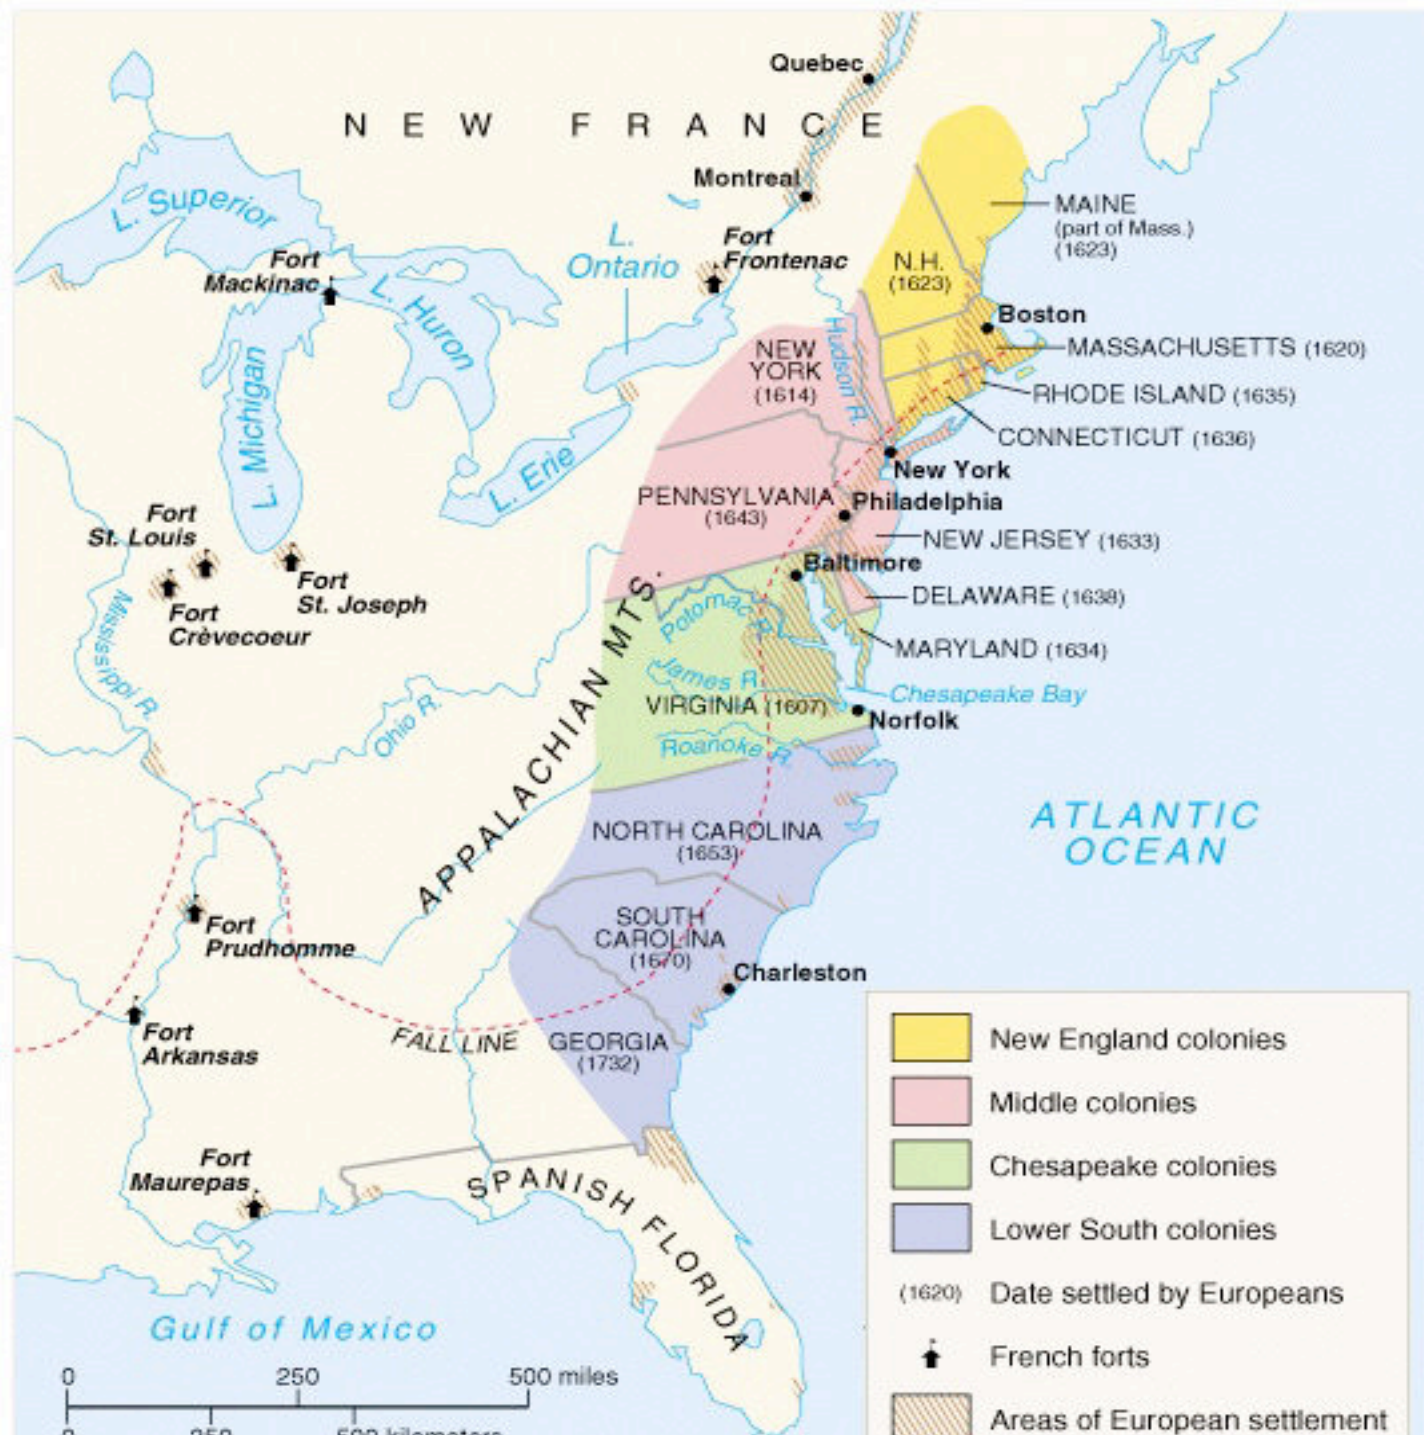 Quebec
NEW FRANCE
Montreal
L. Superior
Fort
Mackinac
L. Huron
L.
Ontario
Fort
Frontenac
MAINE
(part of Mass.)
(1623)
N.H.
(1623)
Boston
MASSACHUSETTS (1620)
RHODE ISLAND (1635)
CONNECTICUT (1636)
NEW
YORK
(1614)
Hudson R.
L. Michigan
L. Erie
New York
PENNSYLVANIA
(1643)
Philadelphia
NEW JERSEY (1633)
Fort
St. Louis
Fort
St. Joseph
Fort
Crèvecoeur
Baltimore
DELAWARE (1638)
MARYLAND (1634)
Potomac R.
Mississippi R.
James R.
Chesapeake Bay
VIRGINIA (1607)
Norfolk
Ohio R.
Roanoke R.
APPALACHIAN MTS.
ATLANTIC
OCEAN
NORTH CAROLINA
(1653)
SOUTH
CAROLINA
(1670)
Charleston
Fort
Prudhomme
Fort
Arkansas
FALL LINE
GEORGIA
(1732)
Fort
Maurepas
SPANISH FLORIDA
Gulf of Mexico
0 250 500 miles
0 250 500 kilometers
New England colonies
Middle colonies
Chesapeake colonies
Lower South colonies
(1620) Date settled by Europeans
French forts
Areas of European settlement